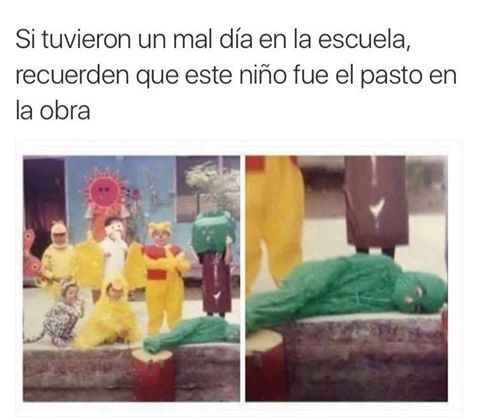 Si tuvieron un mal día en la escuela,
recuerden que este niño fue el pasto en
la obra